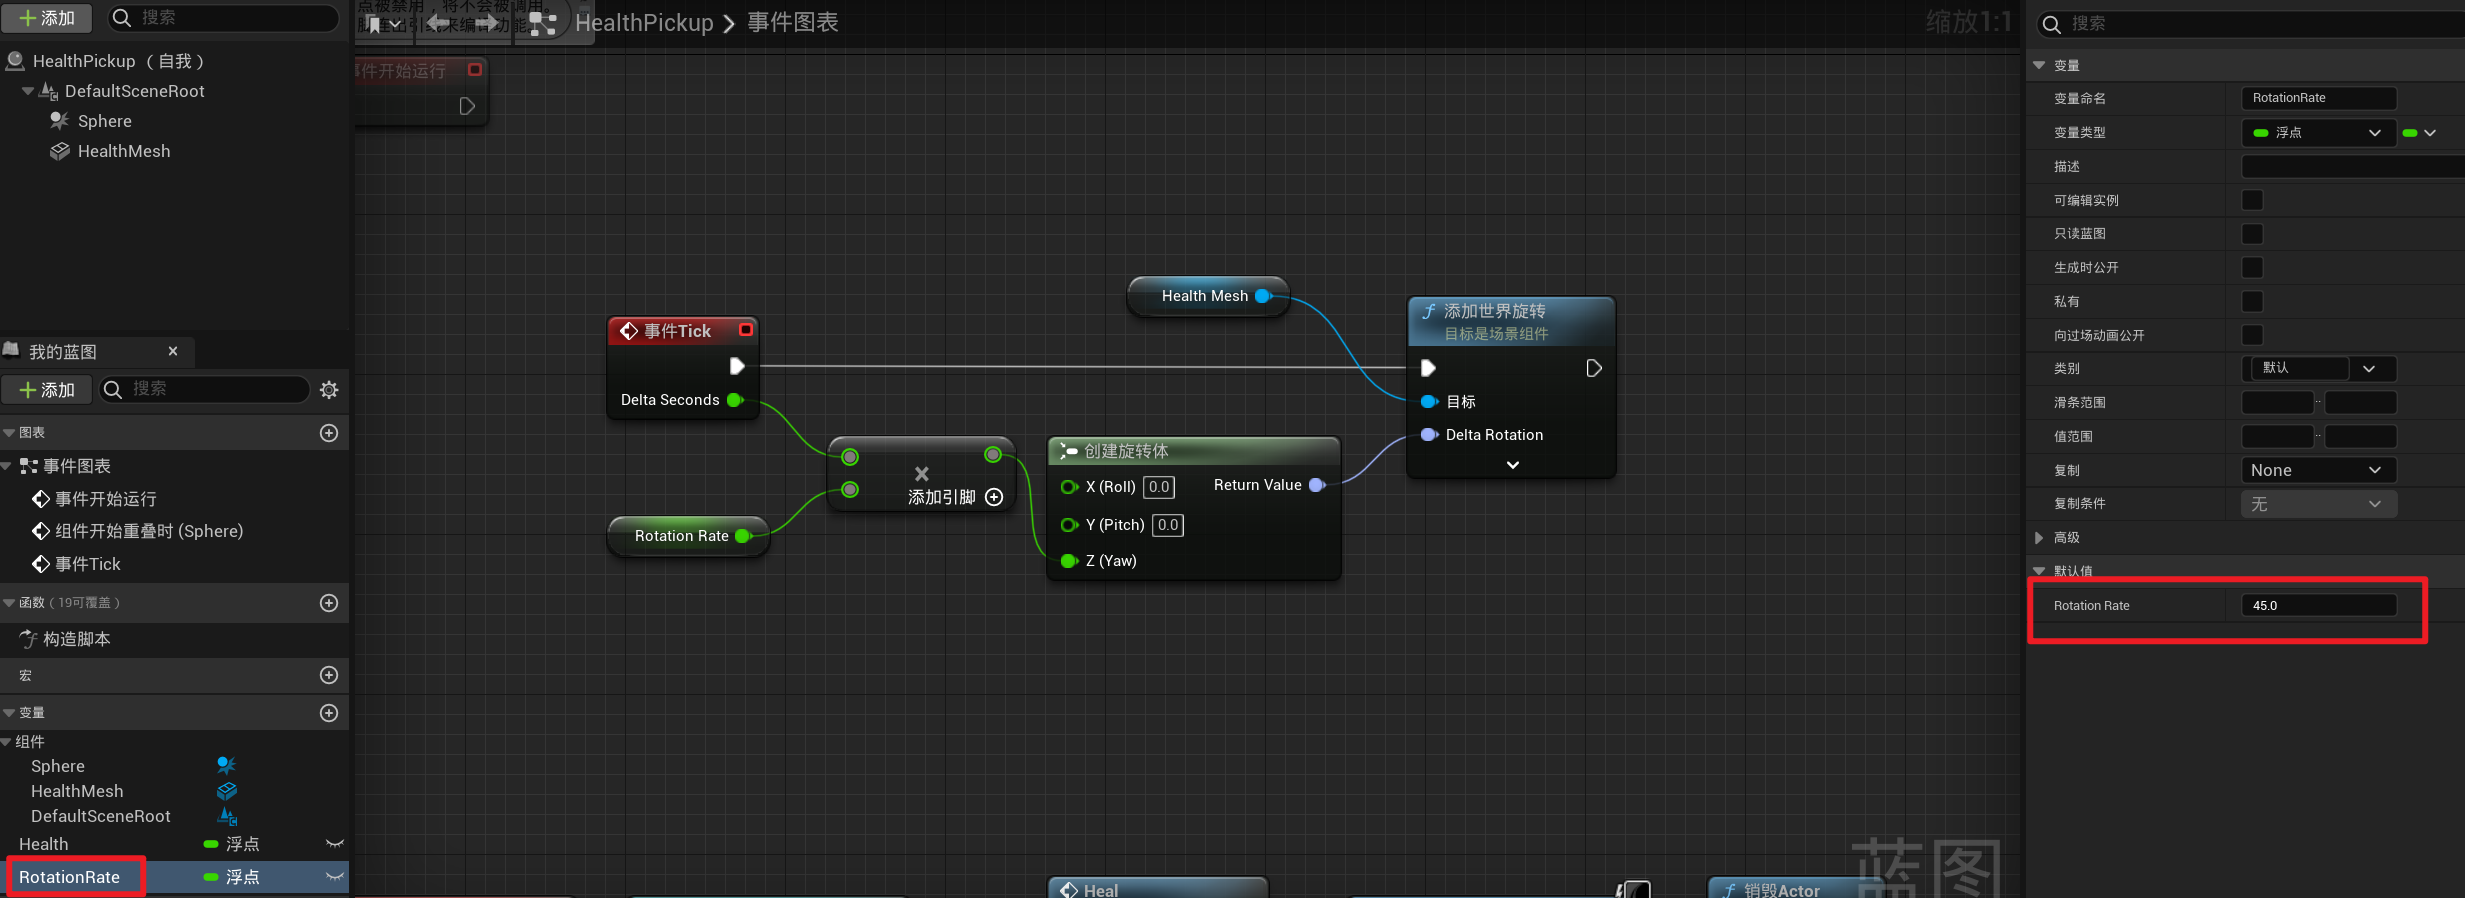 添加
搜索
HealthPickup （自我）
DefaultSceneRoot
Sphere
HealthMesh
我的蓝图
添加
搜索
图表
事件图表
事件开始运行
组件开始重叠时 (Sphere)
事件Tick
函数（19可覆盖）
构造脚本
宏
变量
组件
Sphere
HealthMesh
DefaultSceneRoot
Health 浮点
RotationRate 浮点
HealthPickup 事件图表
缩放1:1
点被禁用，将不会被调用。
事件开始运行
事件Tick
Delta Seconds
Rotation Rate
添加引脚
Health Mesh
创建旋转体
X (Roll) 0.0
Return Value
Y (Pitch) 0.0
Z (Yaw)
添加世界旋转
目标是场景组件
目标
Delta Rotation
Heal
销毁Actor
蓝图
搜索
变量
变量命名 RotationRate
变量类型 浮点
描述
可编辑实例
只读蓝图
生成时公开
私有
向过场动画公开
类别 默认
滑条范围
值范围
复制 None
复制条件 无
高级
默认值
Rotation Rate 45.0